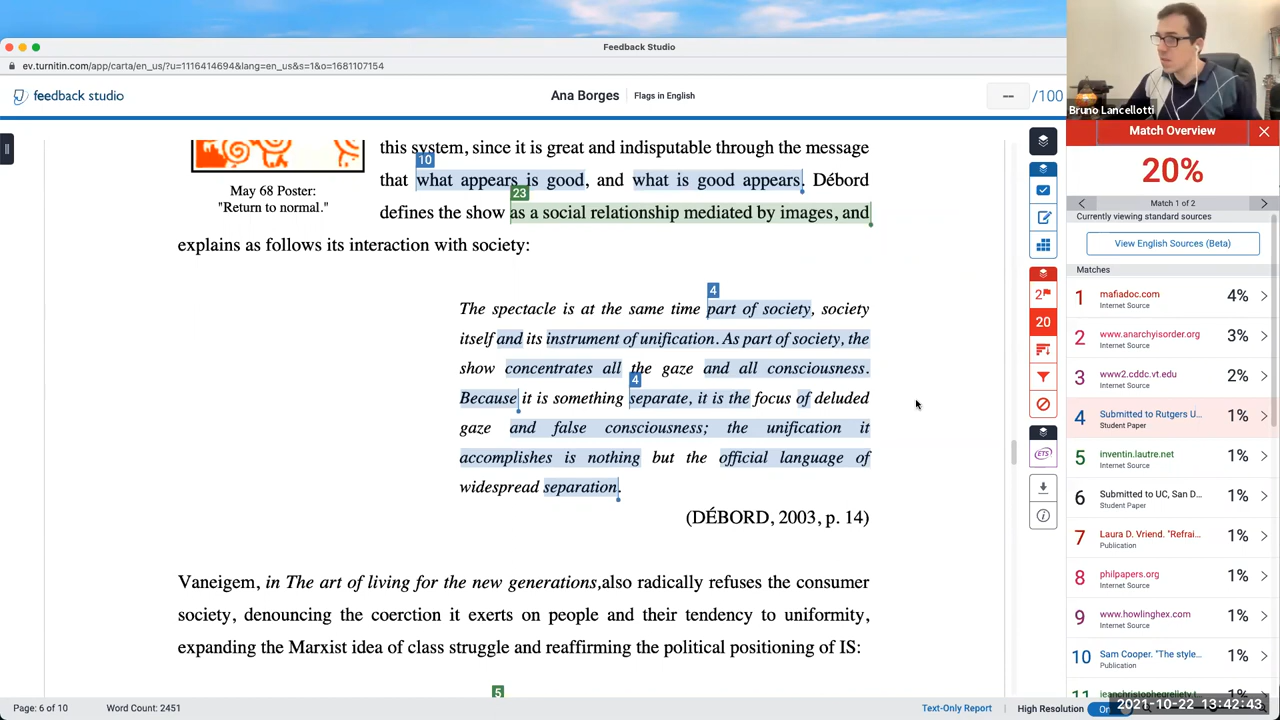 Feedback Studio
ev.turnitin.com/app/carta/en_us/?u=1116414694&lang=en_us&s=1&o=1681107154
feedback studio
Ana Borges
Flags in English
-- /100
Bruno Lancellotti
this system, since it is great and indisputable through the message
10
that what appears is good, and what is good appears. Débord
23
defines the show as a social relationship mediated by images, and
May 68 Poster:
"Return to normal."
explains as follows its interaction with society:
4
The spectacle is at the same time part of society, society
itself and its instrument of unification. As part of society, the
show concentrates all the gaze and all consciousness.
4
Because it is something separate, it is the focus of deluded
gaze and false consciousness; the unification it
accomplishes is nothing but the official language of
widespread separation.
(DÉBORD, 2003, p. 14)
Vaneigem, in The art of living for the new generations,also radically refuses the consumer
society, denouncing the coercion it exerts on people and their tendency to uniformity,
expanding the Marxist idea of class struggle and reaffirming the political positioning of IS:
5
2
20
ETS
Match Overview
20%
Match 1 of 2
Currently viewing standard sources
View English Sources (Beta)
Matches
1 mafiadoc.com 4%
Internet Source
2 www.anarchyisorder.org 3%
Internet Source
3 www2.cddc.vt.edu 2%
Internet Source
4 Submitted to Rutgers U... 1%
Student Paper
5 inventin.lautre.net 1%
Internet Source
6 Submitted to UC, San D... 1%
Student Paper
7 Laura D. Vriend. "Refrai... 1%
Publication
8 philpapers.org 1%
Internet Source
9 www.howlinghex.com 1%
Internet Source
10 Sam Cooper. "The style... 1%
Publication
11 1%
Page: 6 of 10
Word Count: 2451
Text-Only Report
High Resolution
On
2021-10-22 13:42:43